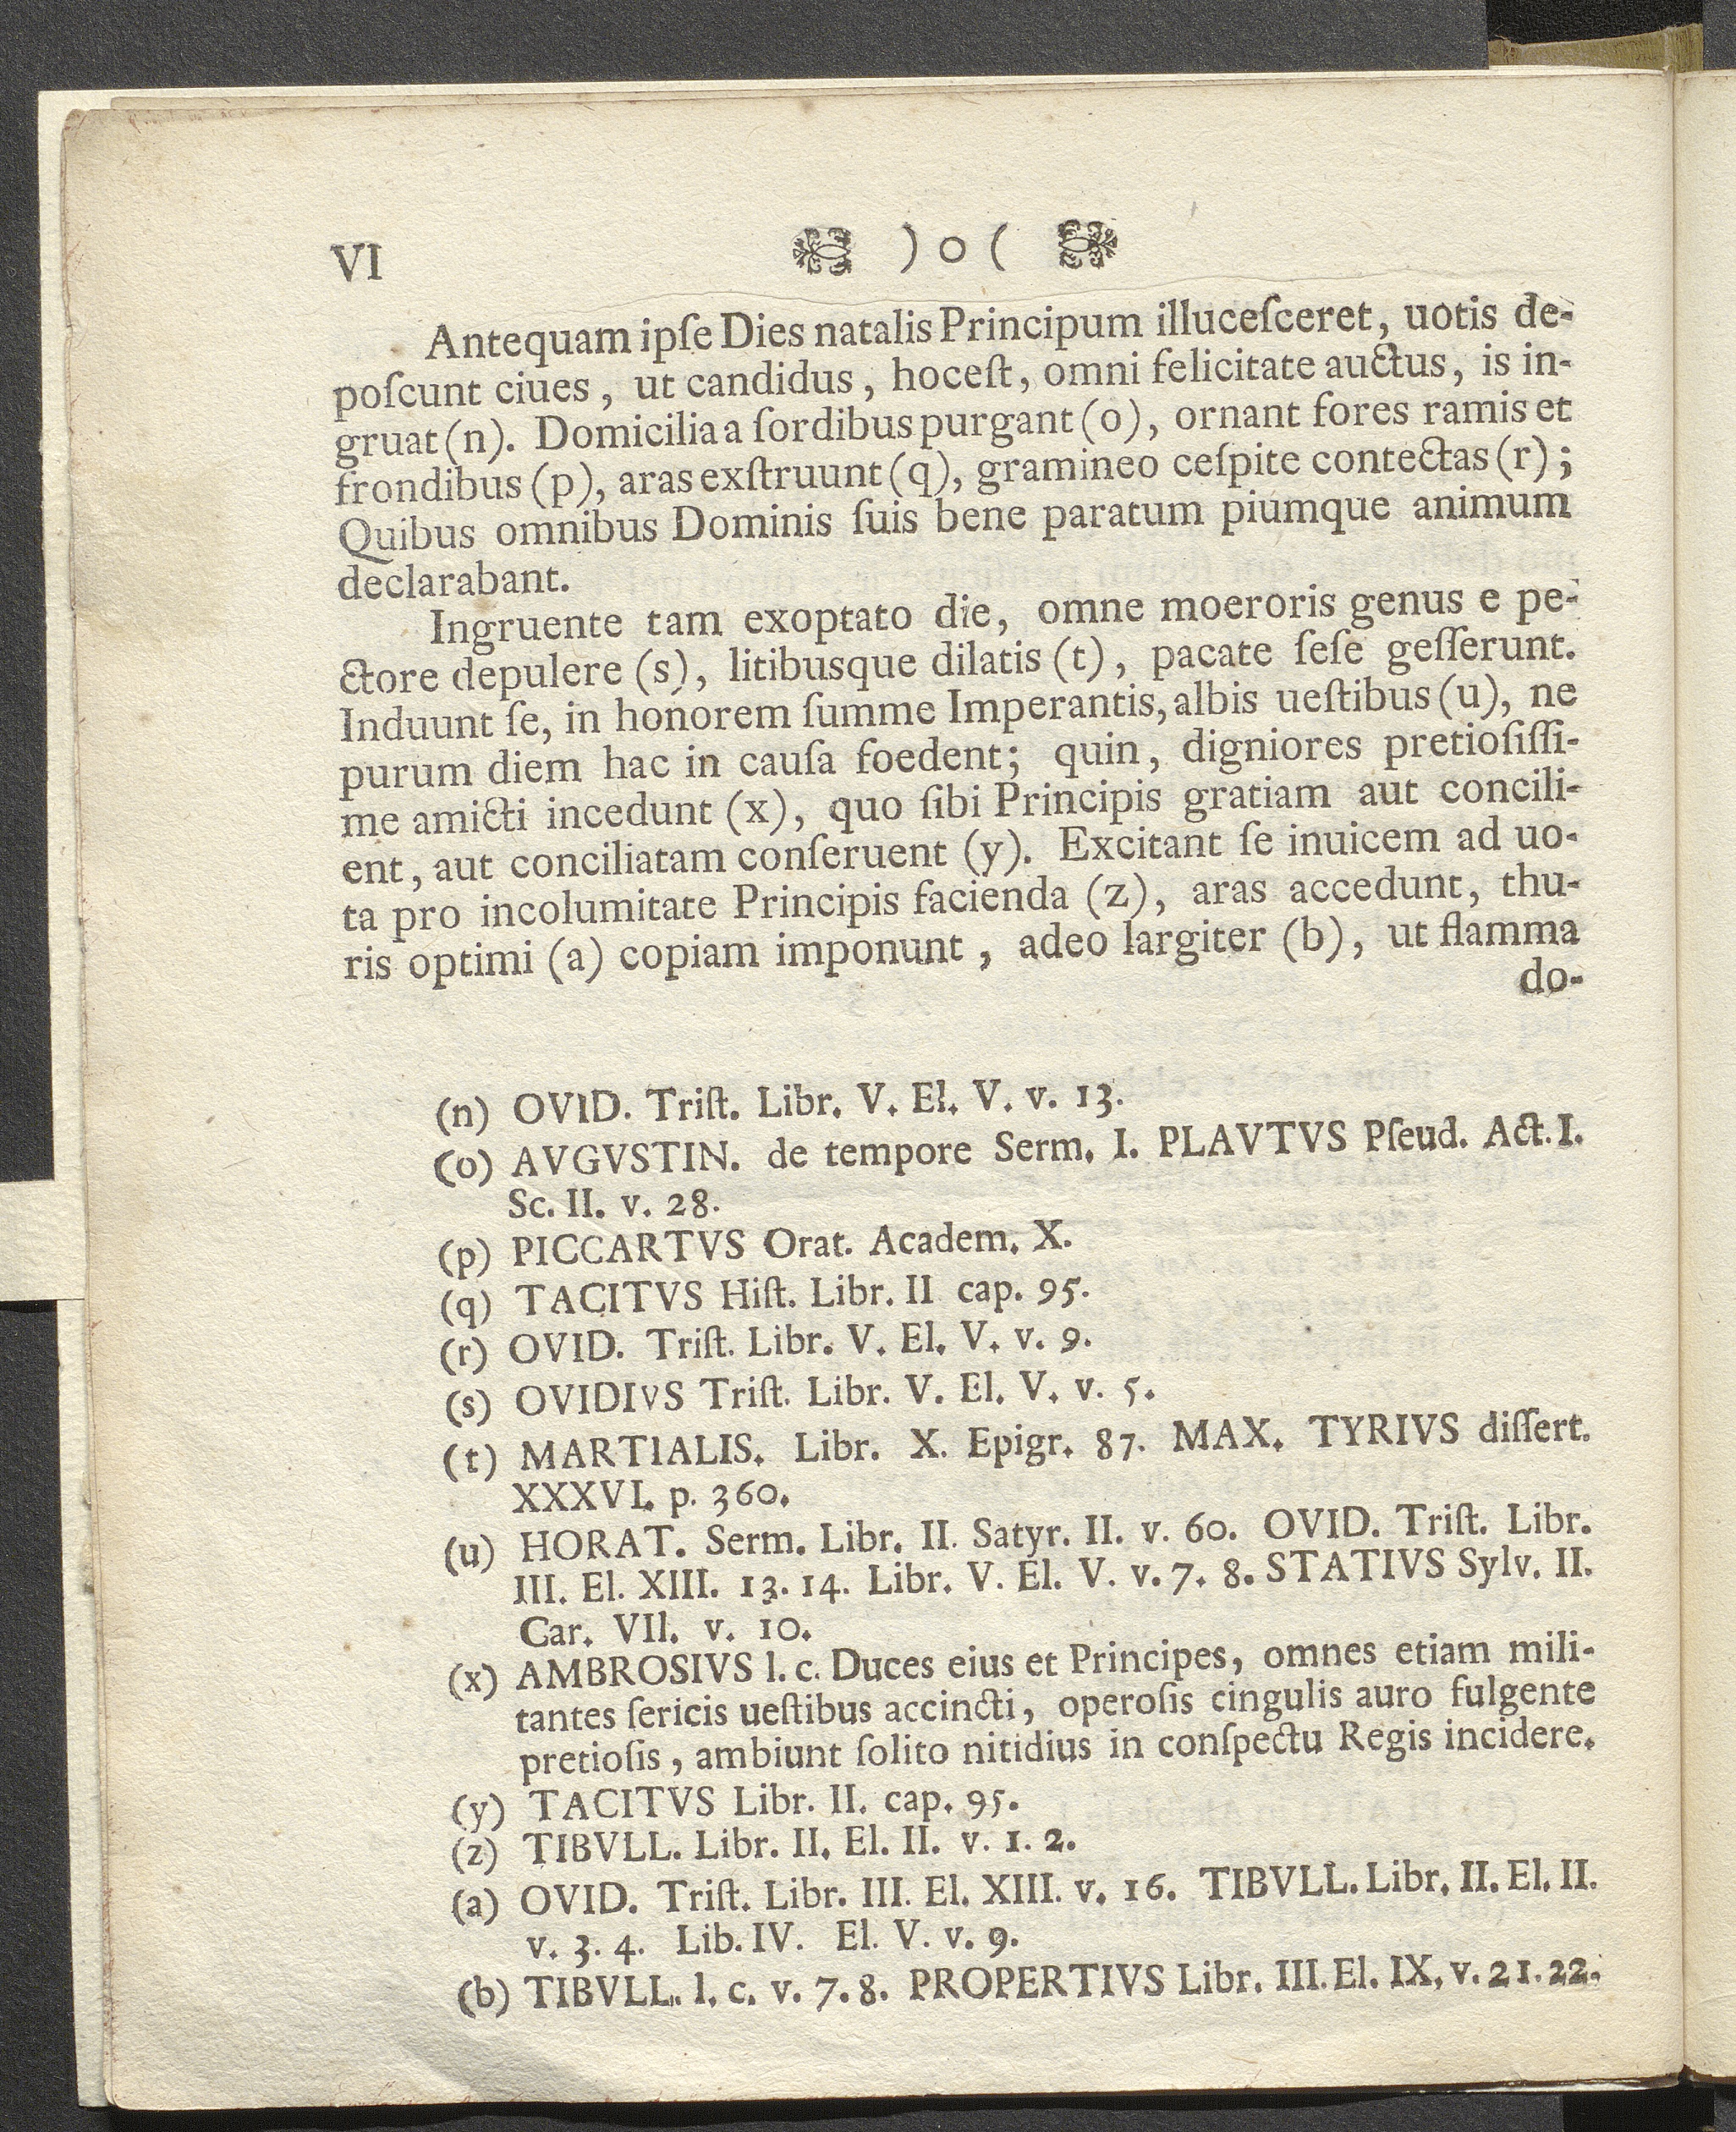 VI ) o (
Antequam ipſe Dies natalis Principum illuceſceret, uotis de-
poſcunt ciues, ut candidus, hoceſt, omni felicitate auctus, is in-
gruat (n). Domicilia a ſordibus purgant (o), ornant fores ramis et
frondibus (p), aras exſtruunt (q), gramineo ceſpite contectas (r);
Quibus omnibus Dominis ſuis bene paratum piumque animum
declarabant.
Ingruente tam exoptato die, omne moeroris genus e pe-
ctore depulere (s), litibusque dilatis (t), pacate ſeſe geſſerunt.
Induunt ſe, in honorem ſumme Imperantis, albis ueſtibus (u), ne
purum diem hac in cauſa foedent; quin, digniores pretioſiſſi-
me amicti incedunt (x), quo ſibi Principis gratiam aut concili-
ent, aut conciliatam conſeruent (y). Excitant ſe inuicem ad uo-
ta pro incolumitate Principis facienda (z), aras accedunt, thu-
ris optimi (a) copiam imponunt, adeo largiter (b), ut flamma
do-
(n) OVID. Triſt. Libr. V. El. V. v. 13.
(o) AVGVSTIN. de tempore Serm. I. PLAVTVS Pſeud. Act. I.
Sc. II. v. 28.
(p) PICCARTVS Orat. Academ. X.
(q) TACITVS Hiſt. Libr. II cap. 95.
(r) OVID. Triſt. Libr. V. El. V. v. 9.
(s) OVIDIVS Triſt. Libr. V. El. V. v. 5.
(t) MARTIALIS. Libr. X. Epigr. 87. MAX. TYRIVS diſſert.
XXXVI. p. 360.
(u) HORAT. Serm. Libr. II. Satyr. II. v. 60. OVID. Triſt. Libr.
III. El. XIII. 13. 14. Libr. V. El. V. v. 7. 8. STATIVS Sylv. II.
Car. VII. v. 10.
(x) AMBROSIVS l. c. Duces eius et Principes, omnes etiam mili-
tantes ſericis ueſtibus accincti, operoſis cingulis auro fulgente
pretioſis, ambiunt ſolito nitidius in conſpectu Regis incidere.
(y) TACITVS Libr. II. cap. 95.
(z) TIBVLL. Libr. II. El. II. v. 1. 2.
(a) OVID. Triſt. Libr. III. El. XIII. v. 16. TIBVLL. Libr. II. El. II.
v. 3. 4. Lib. IV. El. V. v. 9.
(b) TIBVLL. l. c. v. 7. 8. PROPERTIVS Libr. III. El. IX. v. 21. 22.